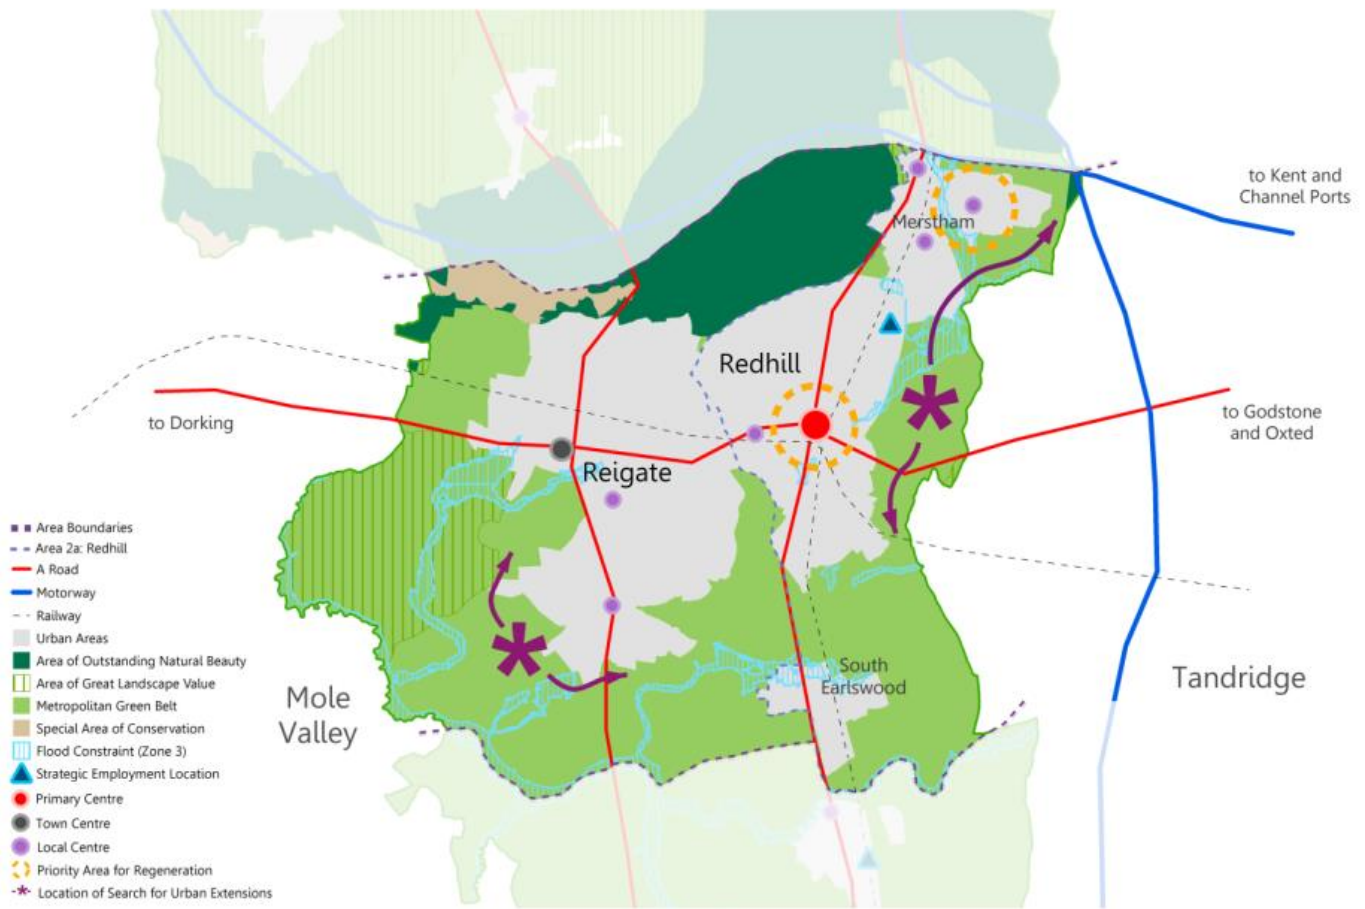 to Kent and
Channel Ports
Merstham
Redhill
to Dorking
to Godstone
and Oxted
Reigate
South
Earlswood
Mole
Valley
Tandridge
Area Boundaries
Area 2a: Redhill
A Road
Motorway
Railway
Urban Areas
Area of Outstanding Natural Beauty
Area of Great Landscape Value
Metropolitan Green Belt
Special Area of Conservation
Flood Constraint (Zone 3)
Strategic Employment Location
Primary Centre
Town Centre
Local Centre
Priority Area for Regeneration
Location of Search for Urban Extensions